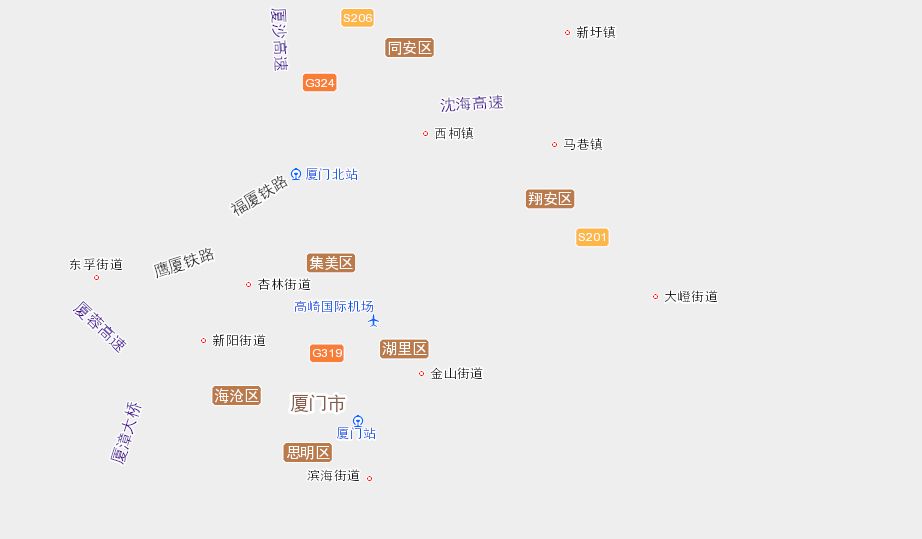 厦沙高速
S206
新圩镇
同安区
G324
沈海高速
西柯镇
马巷镇
厦门北站
福厦铁路
翔安区
S201
鹰厦铁路
东孚街道
集美区
杏林街道
大嶝街道
高崎国际机场
厦蓉高速
新阳街道
湖里区
G319
金山街道
海沧区
厦门市
厦漳大桥
厦门站
思明区
滨海街道